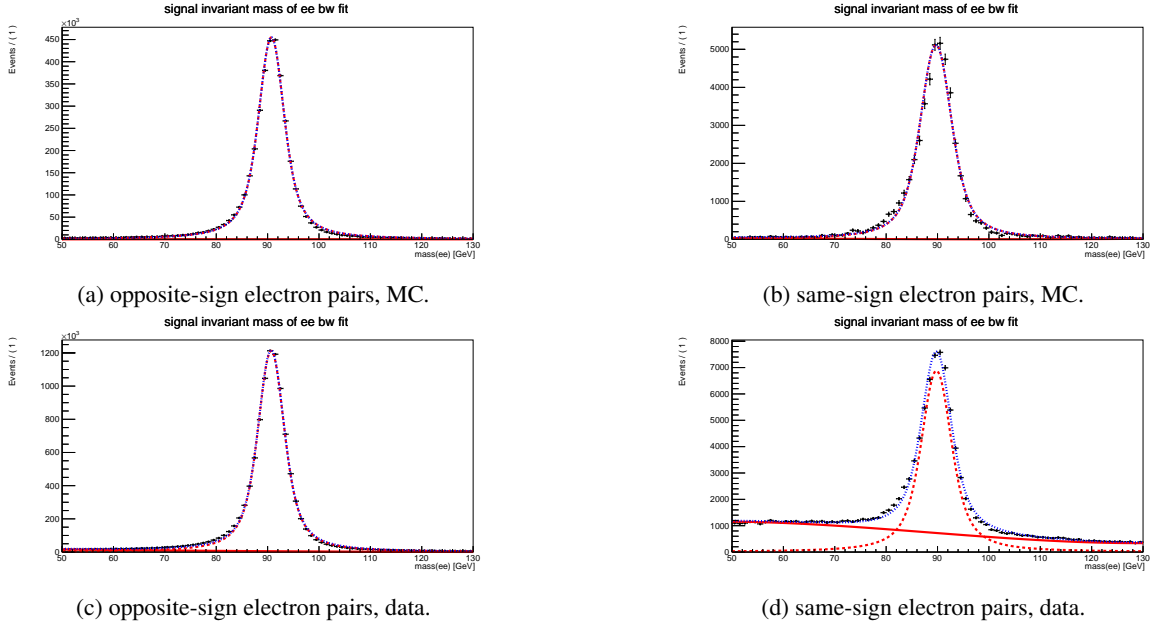 signal invariant mass of ee bw fit
×10³
Events / ( 1 )
450
400
350
300
250
200
150
100
50
0
50 60 70 80 90 100 110 120 130
mass(ee) [GeV]
(a) opposite-sign electron pairs, MC.
signal invariant mass of ee bw fit
Events / ( 1 )
5000
4000
3000
2000
1000
0
50 60 70 80 90 100 110 120 130
mass(ee) [GeV]
(b) same-sign electron pairs, MC.
signal invariant mass of ee bw fit
×10³
Events / ( 1 )
1200
1000
800
600
400
200
0
50 60 70 80 90 100 110 120 130
mass(ee) [GeV]
(c) opposite-sign electron pairs, data.
signal invariant mass of ee bw fit
Events / ( 1 )
8000
7000
6000
5000
4000
3000
2000
1000
0
50 60 70 80 90 100 110 120 130
mass(ee) [GeV]
(d) same-sign electron pairs, data.